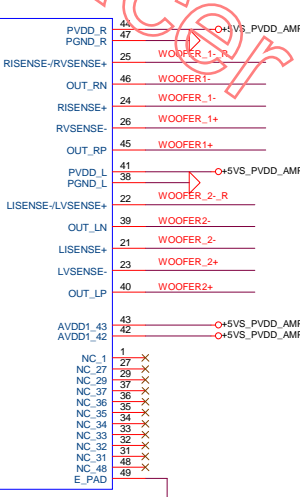 PVDD_R 44 +5VS_PVDD_AMP
PGND_R 47
RISENSE-/RVSENSE+ 25 WOOFER_1-_R
OUT_RN 46 WOOFER1-
RISENSE+ 24 WOOFER_1-
RVSENSE- 26 WOOFER_1+
OUT_RP 45 WOOFER1+
PVDD_L 41 +5VS_PVDD_AMP
PGND_L 38
LISENSE-/LVSENSE+ 22 WOOFER_2-_R
OUT_LN 39 WOOFER2-
LISENSE+ 21 WOOFER_2-
LVSENSE- 23 WOOFER_2+
OUT_LP 40 WOOFER2+
AVDD1_43 43 +5VS_PVDD_AMP
AVDD1_42 42 +5VS_PVDD_AMP
NC_1 1
NC_27 27
NC_29 29
NC_37 37
NC_36 36
NC_35 35
NC_34 34
NC_33 33
NC_32 32
NC_31 31
NC_48 48
E_PAD 49